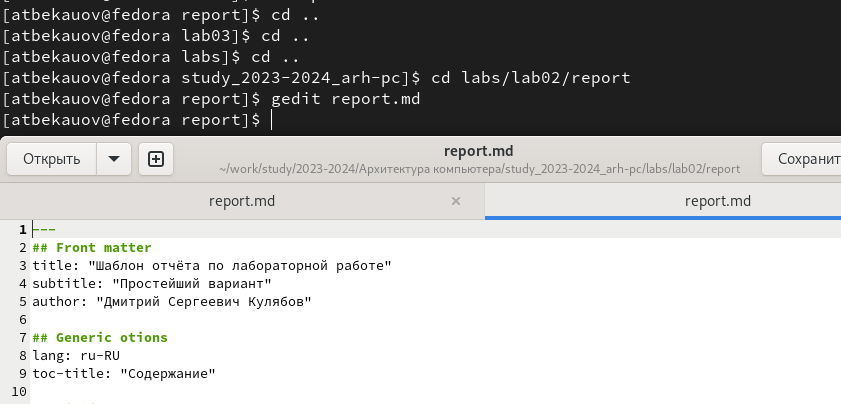 [atbekauov@fedora report]$ cd ..
[atbekauov@fedora lab03]$ cd ..
[atbekauov@fedora labs]$ cd ..
[atbekauov@fedora study_2023-2024_arh-pc]$ cd labs/lab02/report
[atbekauov@fedora report]$ gedit report.md
[atbekauov@fedora report]$
Открыть
report.md
~/work/study/2023-2024/Архитектура компьютера/study_2023-2024_arh-pc/labs/lab02/report
Сохранит
report.md ×
report.md
1 ---
2 ## Front matter
3 title: "Шаблон отчёта по лабораторной работе"
4 subtitle: "Простейший вариант"
5 author: "Дмитрий Сергеевич Кулябов"
6
7 ## Generic otions
8 lang: ru-RU
9 toc-title: "Содержание"
10